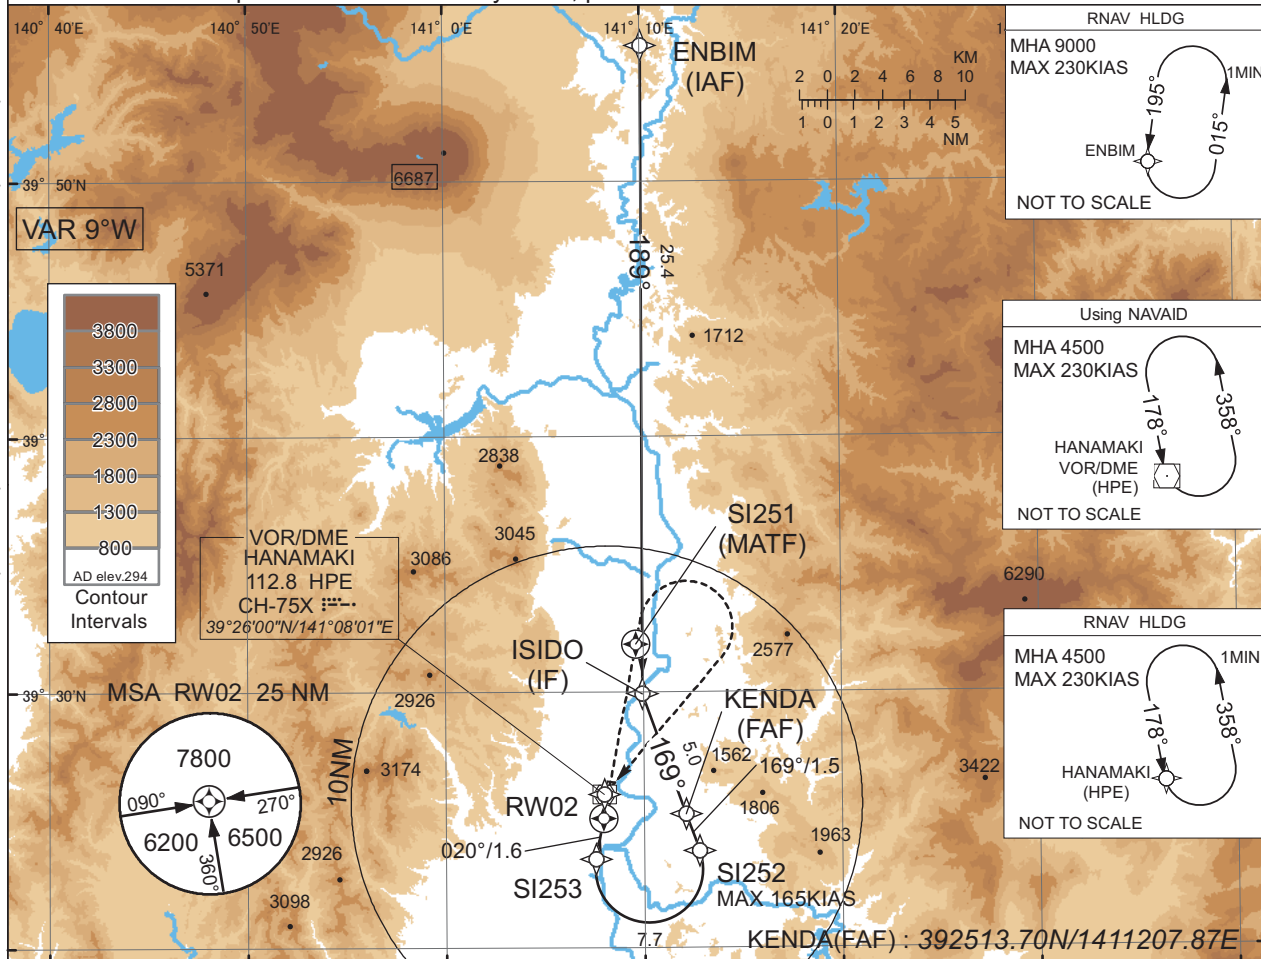 140° 40'E
140° 50'E
141° 0'E
141° 10'E
141° 20'E
ENBIM
(IAF)
KM
2 0 2 4 6 8 10
1 0 1 2 3 4 5
NM
RNAV HLDG
MHA 9000
MAX 230KIAS
1MIN
195°
015°
ENBIM
NOT TO SCALE
6687
39° 50'N
VAR 9°W
5371
189°
25.4
1712
3800
3300
2800
2300
1800
1300
800
AD elev.294
Contour
Intervals
Using NAVAID
MHA 4500
MAX 230KIAS
178°
358°
HANAMAKI
VOR/DME
(HPE)
NOT TO SCALE
39°
2838
3045
3086
VOR/DME
HANAMAKI
112.8 HPE
CH-75X
39°26'00"N/141°08'01"E
SI251
(MATF)
6290
2577
ISIDO
(IF)
39° 30'N
2926
KENDA
(FAF)
169°
5.0
1562
169°/1.5
1806
3422
1963
RNAV HLDG
MHA 4500
MAX 230KIAS
1MIN
178°
358°
HANAMAKI
(HPE)
NOT TO SCALE
MSA RW02 25 NM
7800
090°
270°
6200
6500
360°
10NM
3174
RW02
020°/1.6
2926
3098
SI253
SI252
MAX 165KIAS
7.7
KENDA(FAF) : 392513.70N/1411207.87E